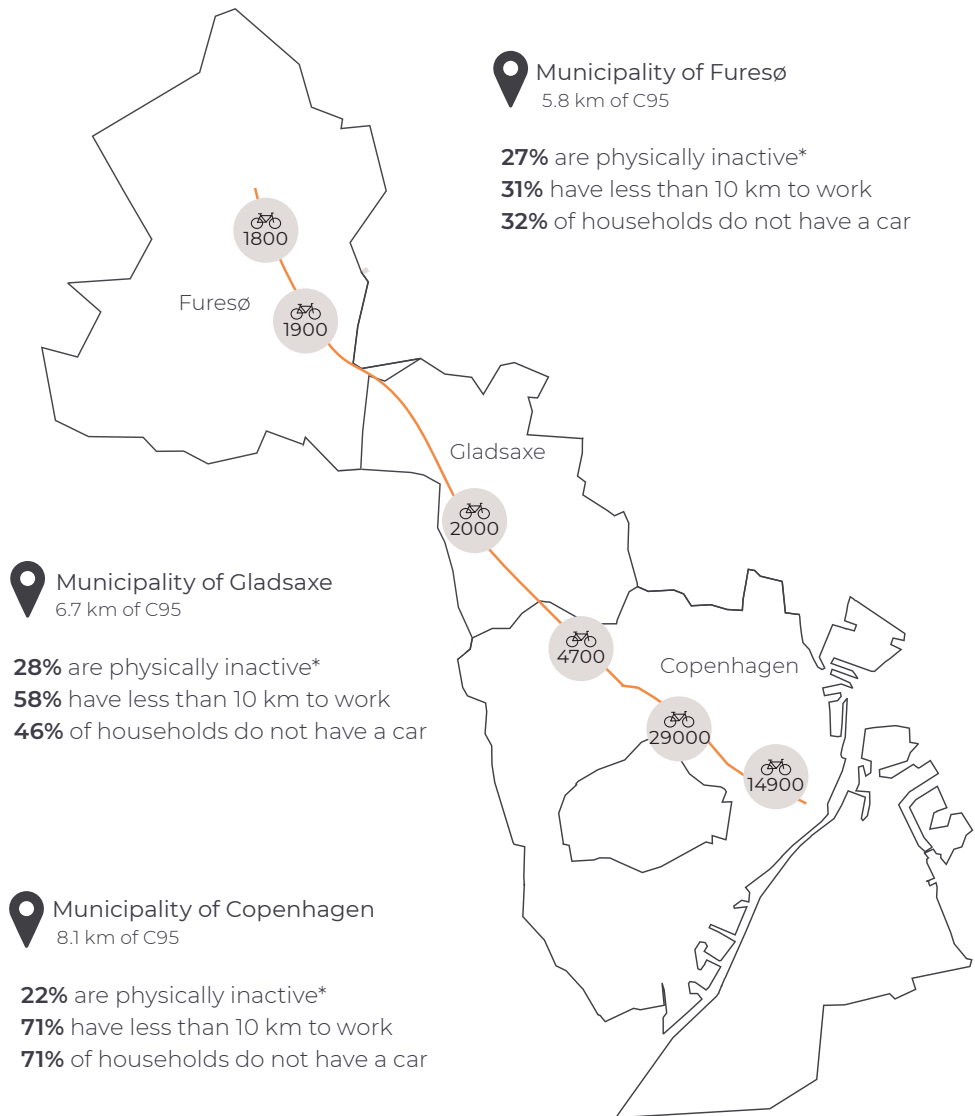 Municipality of Furesø
5.8 km of C95
27% are physically inactive*
31% have less than 10 km to work
32% of households do not have a car
1800
Furesø
1900
Gladsaxe
2000
Municipality of Gladsaxe
6.7 km of C95
28% are physically inactive*
58% have less than 10 km to work
46% of households do not have a car
4700
Copenhagen
29000
14900
Municipality of Copenhagen
8.1 km of C95
22% are physically inactive*
71% have less than 10 km to work
71% of households do not have a car